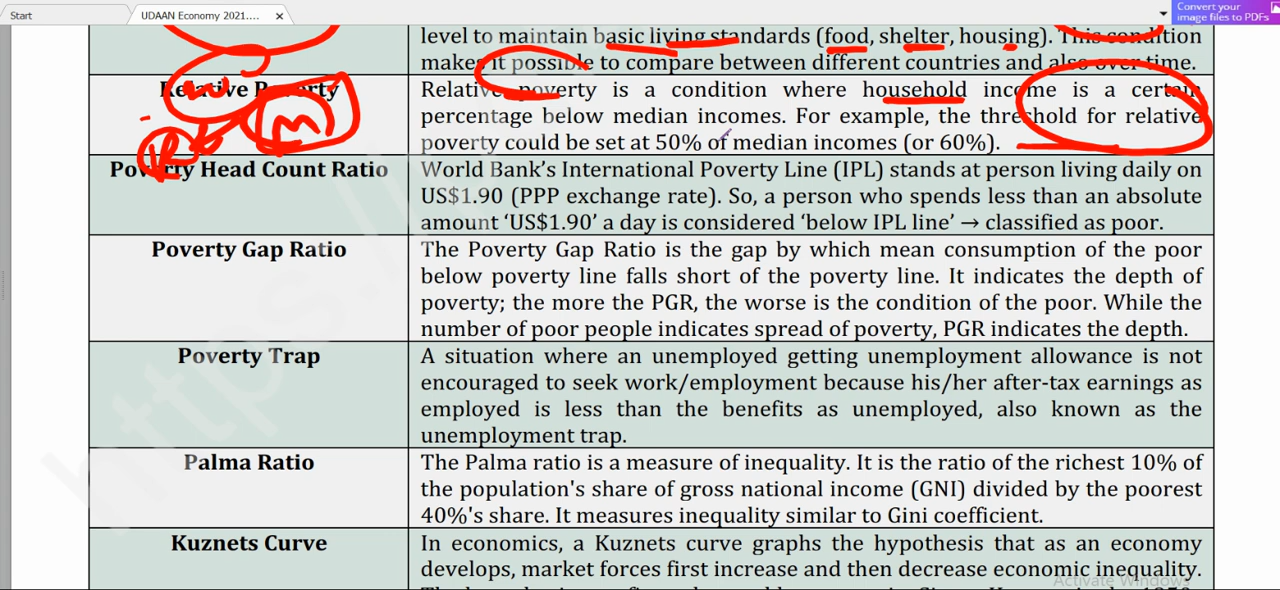 Start
UDAAN Economy 2021....
Convert your
image files to PDFs
level to maintain basic living standards (food, shelter, housing). This condition
makes it possible to compare between different countries and also over time.
Relative Poverty
Relative poverty is a condition where household income is a certain
percentage below median incomes. For example, the threshold for relative
poverty could be set at 50% of median incomes (or 60%).
Poverty Head Count Ratio
World Bank's International Poverty Line (IPL) stands at person living daily on
US$1.90 (PPP exchange rate). So, a person who spends less than an absolute
amount 'US$1.90' a day is considered 'below IPL line' → classified as poor.
Poverty Gap Ratio
The Poverty Gap Ratio is the gap by which mean consumption of the poor
below poverty line falls short of the poverty line. It indicates the depth of
poverty; the more the PGR, the worse is the condition of the poor. While the
number of poor people indicates spread of poverty, PGR indicates the depth.
Poverty Trap
A situation where an unemployed getting unemployment allowance is not
encouraged to seek work/employment because his/her after-tax earnings as
employed is less than the benefits as unemployed, also known as the
unemployment trap.
Palma Ratio
The Palma ratio is a measure of inequality. It is the ratio of the richest 10% of
the population's share of gross national income (GNI) divided by the poorest
40%'s share. It measures inequality similar to Gini coefficient.
Kuznets Curve
In economics, a Kuznets curve graphs the hypothesis that as an economy
develops, market forces first increase and then decrease economic inequality.
Activate Windows
https:/